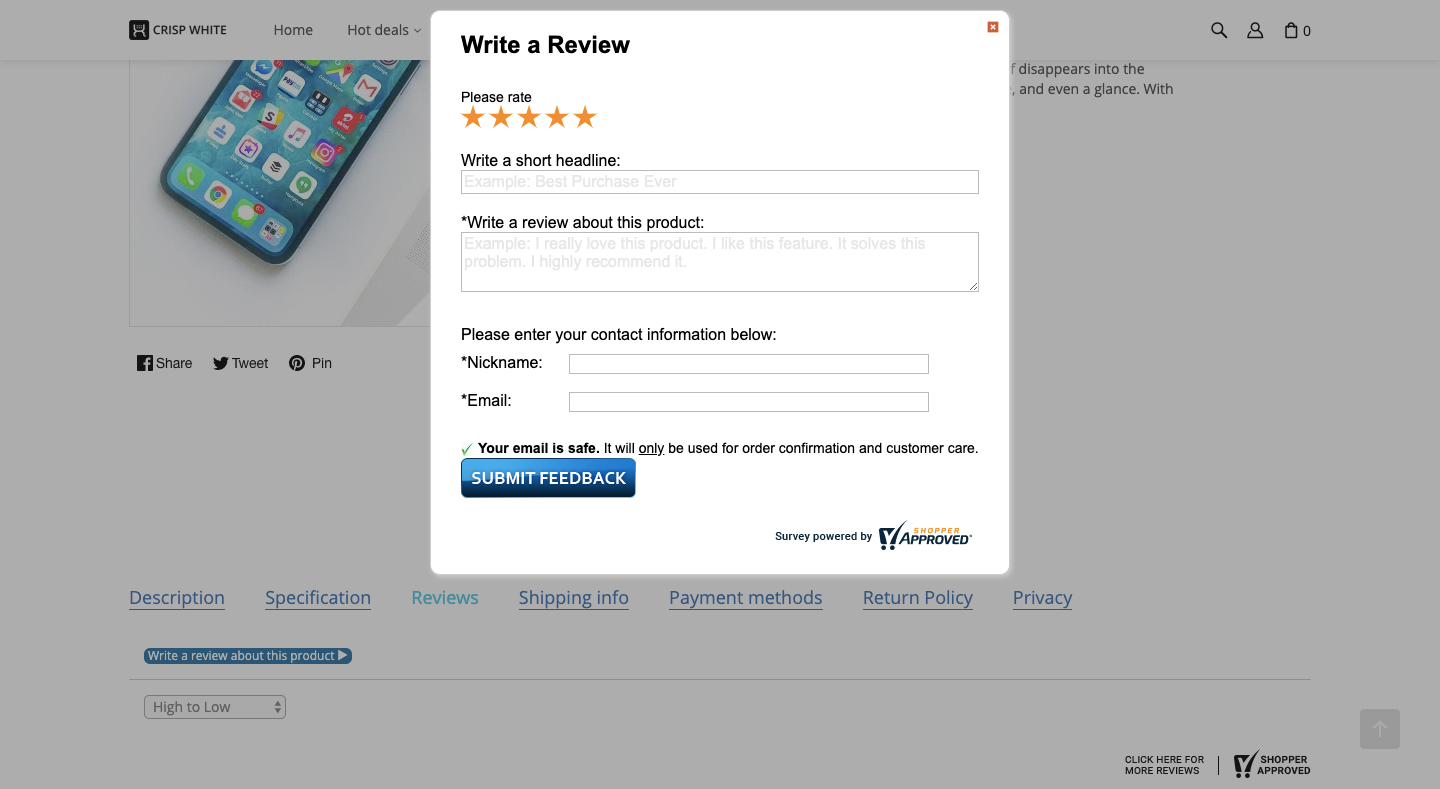 CRISP WHITE
Home
Hot deals
0
Write a Review
disappears into the
, and even a glance. With
Please rate
Write a short headline:
Example: Best Purchase Ever
*Write a review about this product:
Example: I really love this product. I like this feature. It solves this
problem. I highly recommend it.
Please enter your contact information below:
*Nickname:
*Email:
Share
Tweet
Pin
Your email is safe. It will only be used for order confirmation and customer care.
SUBMIT FEEDBACK
Survey powered by
SHOPPER
APPROVED
Description
Specification
Reviews
Shipping info
Payment methods
Return Policy
Privacy
Write a review about this product
High to Low
CLICK HERE FOR
MORE REVIEWS
SHOPPER
APPROVED